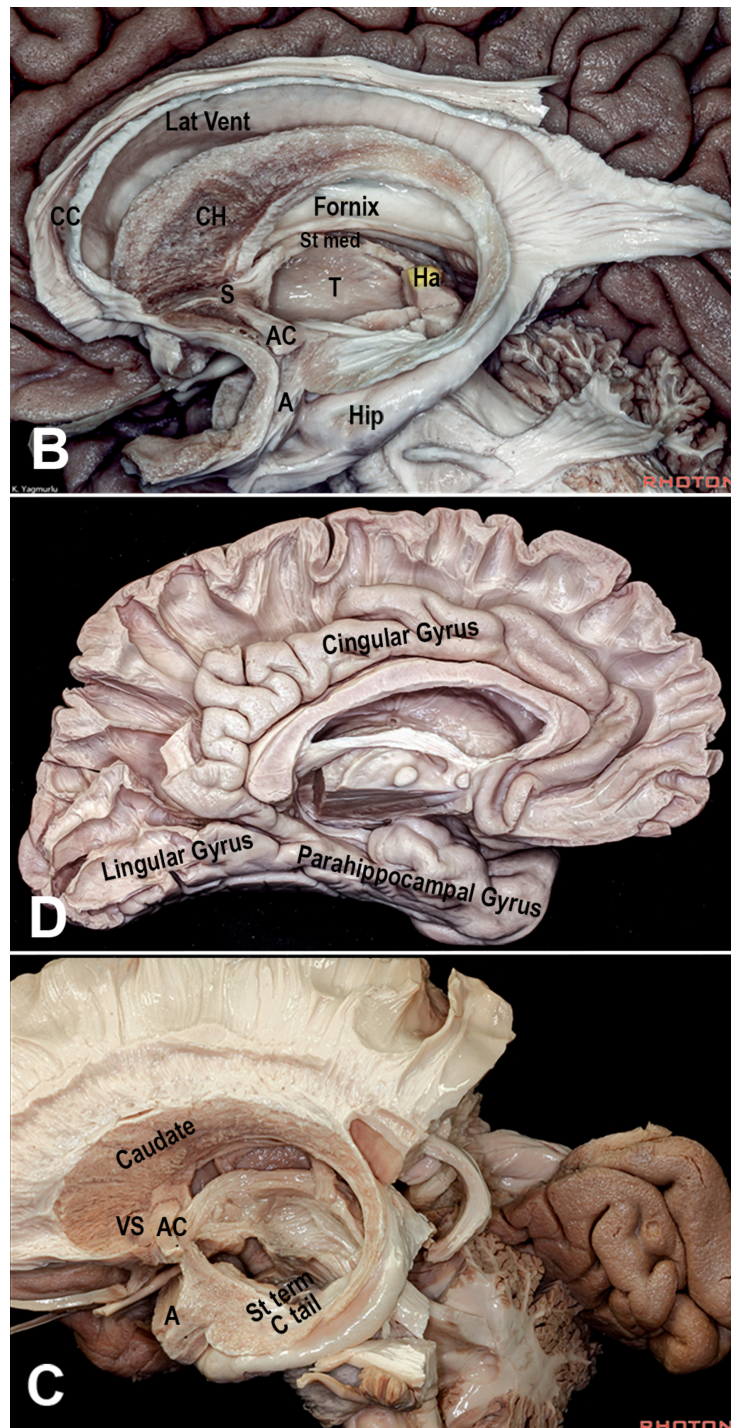 Lat Vent
CC
CH
Fornix
St med
S
T
Ha
AC
A
Hip
B
K. Yagmurlu
RHOTON
Cingular Gyrus
Lingular Gyrus
Parahippocampal Gyrus
D
Caudate
VS
AC
St term
C tail
A
C
RHOTON